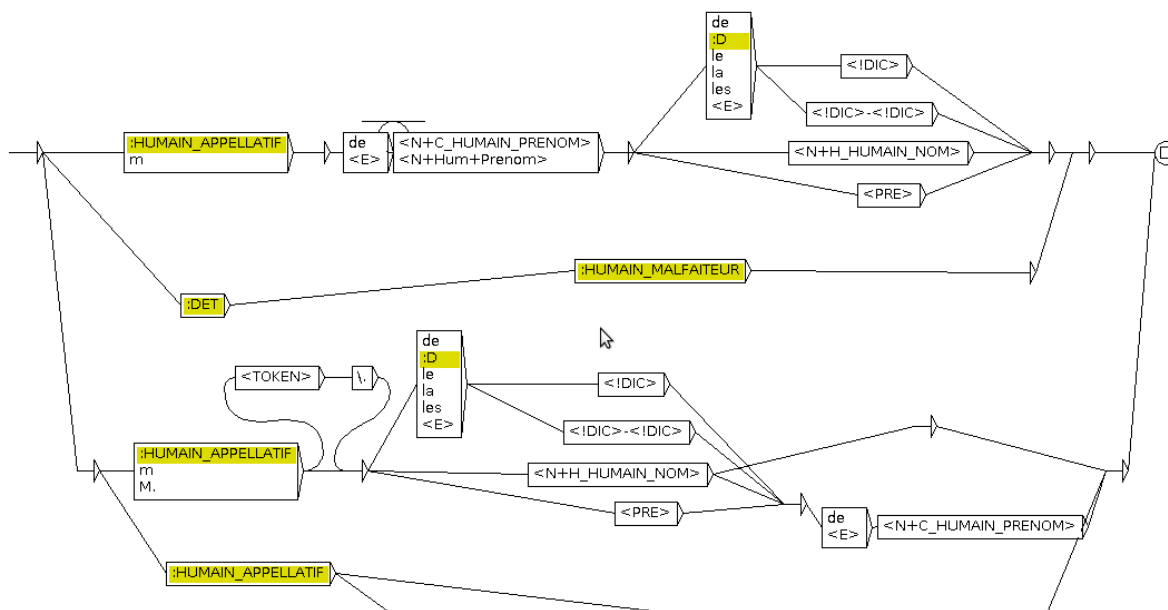 de
:D
le
la
les
<E>
<!DIC>
<!DIC>-<!DIC>
:HUMAIN_APPELLATIF
m
de
<E>
<N+C_HUMAIN_PRENOM>
<N+Hum+Prenom>
<N+H_HUMAIN_NOM>
<PRE>
:HUMAIN_MALFAITEUR
:DET
de
:D
le
la
les
<E>
<TOKEN>
\.
<!DIC>
<!DIC>-<!DIC>
:HUMAIN_APPELLATIF
m
M.
<N+H_HUMAIN_NOM>
<PRE>
de
<E>
<N+C_HUMAIN_PRENOM>
:HUMAIN_APPELLATIF